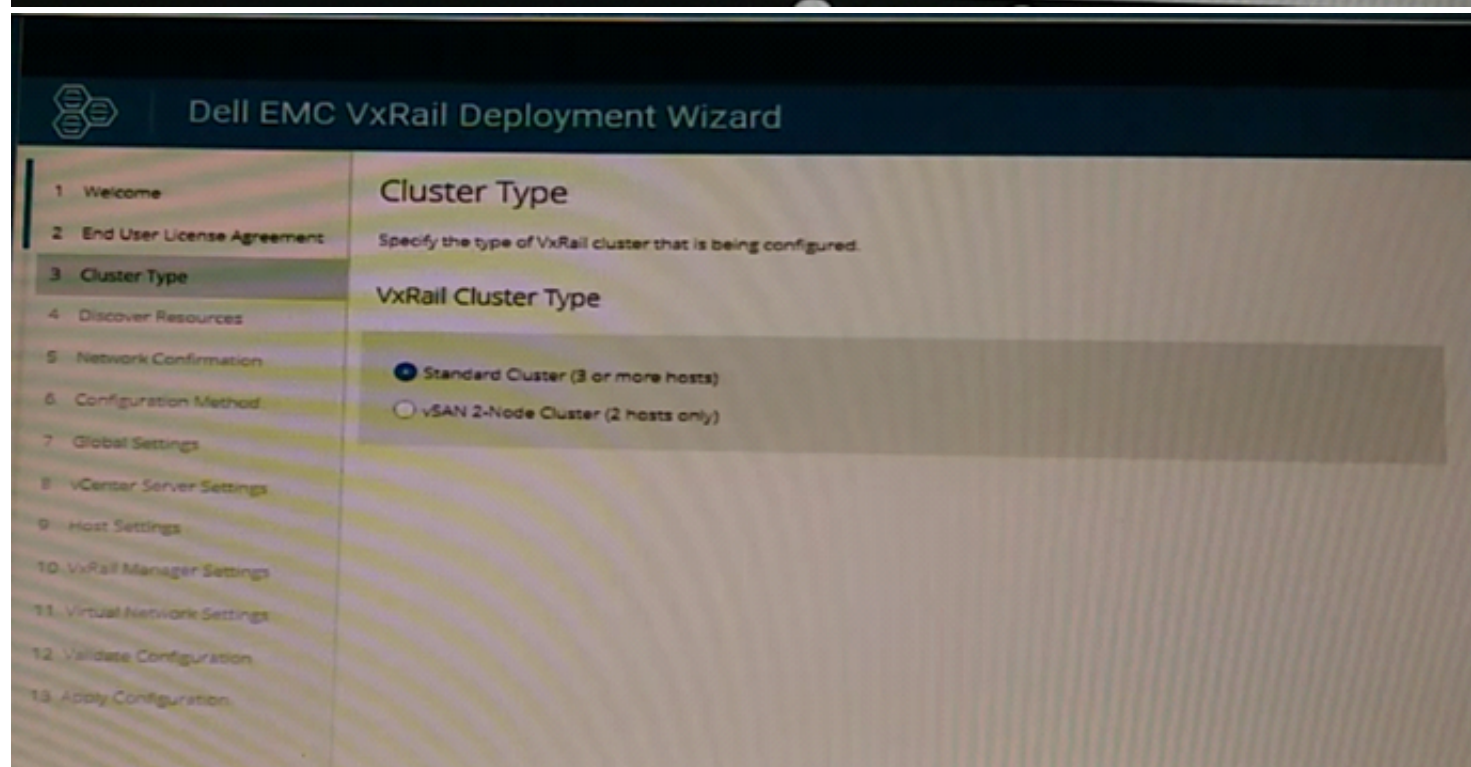 Dell EMC VxRail Deployment Wizard
1 Welcome
2 End User License Agreement
3 Cluster Type
4 Discover Resources
5 Network Confirmation
6 Configuration Method
7 Global Settings
8 vCenter Server Settings
9 Host Settings
10 VxRail Manager Settings
11 Virtual Network Settings
12 Validate Configuration
13 Apply Configuration
Cluster Type
Specify the type of VxRail cluster that is being configured.
VxRail Cluster Type
Standard Cluster (3 or more hosts)
vSAN 2-Node Cluster (2 hosts only)